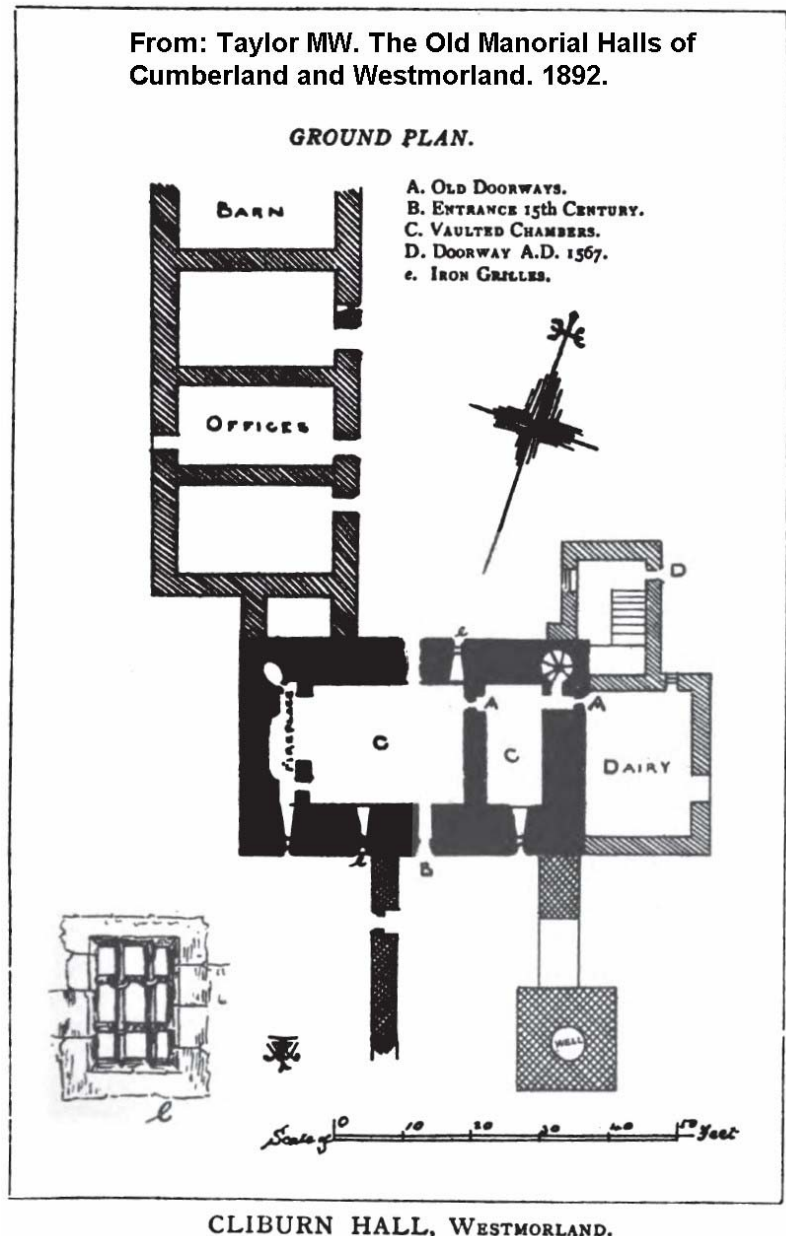 From: Taylor MW. The Old Manorial Halls of
Cumberland and Westmorland. 1892.
GROUND PLAN.
A. OLD DOORWAYS.
B. ENTRANCE 15th CENTURY.
C. VAULTED CHAMBERS.
D. DOORWAY A.D. 1567.
e. IRON GRILLES.
BARN
OFFICES
D
e
A
A
FIREPLACE
C
C
DAIRY
B
WELL
e
Scale of 0 10 20 30 40 50 Feet
CLIBURN HALL, WESTMORLAND.